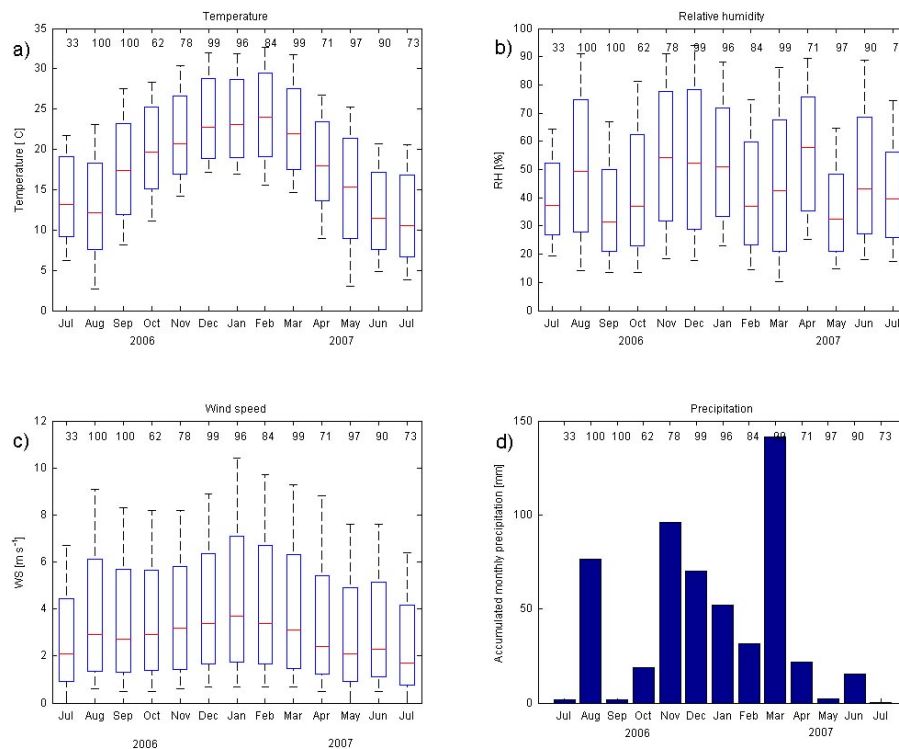 Temperature
a)
33 100 100 62 78 99 96 84 99 71 97 90 73
35
30
25
20
15
10
5
0
Temperature [ C]
Jul Aug Sep Oct Nov Dec Jan Feb Mar Apr May Jun Jul
2006 2007
Relative humidity
b)
33 100 100 62 78 99 96 84 99 71 97 90 7
100
90
80
70
60
50
40
30
20
10
0
RH [\%]
Jul Aug Sep Oct Nov Dec Jan Feb Mar Apr May Jun Jul
2006 2007
Wind speed
c)
33 100 100 62 78 99 96 84 99 71 97 90 73
12
10
8
6
4
2
0
WS [m s⁻¹]
Jul Aug Sep Oct Nov Dec Jan Feb Mar Apr May Jun Jul
2006 2007
Precipitation
d)
33 100 100 62 78 99 96 84 99 71 97 90 73
150
100
50
0
Accumulated monthly precipitation [mm]
Jul Aug Sep Oct Nov Dec Jan Feb Mar Apr May Jun Jul
2006 2007